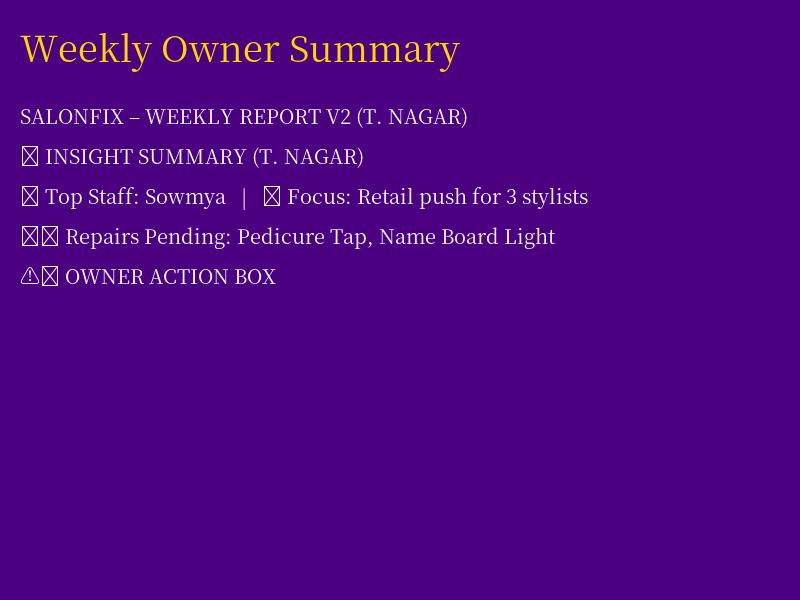 Weekly Owner Summary
SALONFIX – WEEKLY REPORT V2 (T. NAGAR)
INSIGHT SUMMARY (T. NAGAR)
Top Staff: Sowmya | Focus: Retail push for 3 stylists
Repairs Pending: Pedicure Tap, Name Board Light
⚠ OWNER ACTION BOX